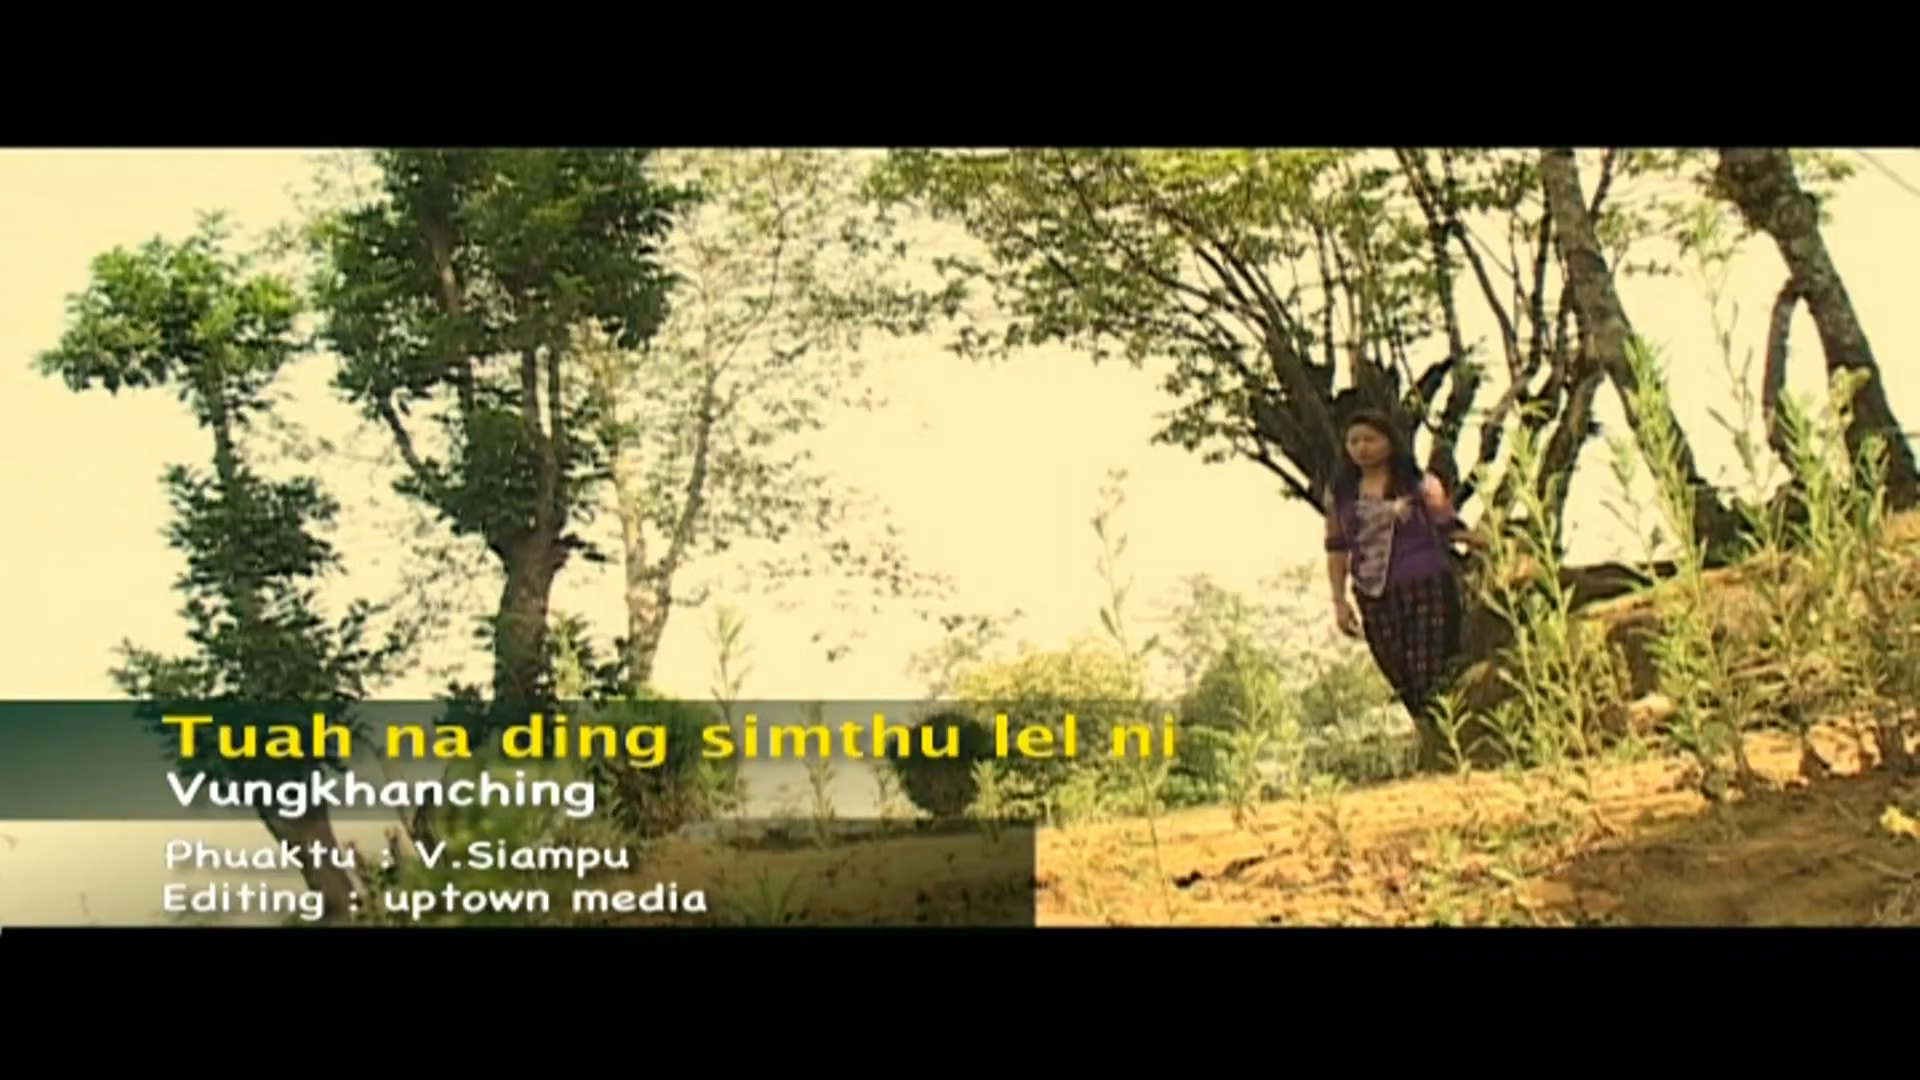 Tuah na ding simthu lel ni
Vungkhanching
Phuaktu : V.Siampu
Editing : uptown media